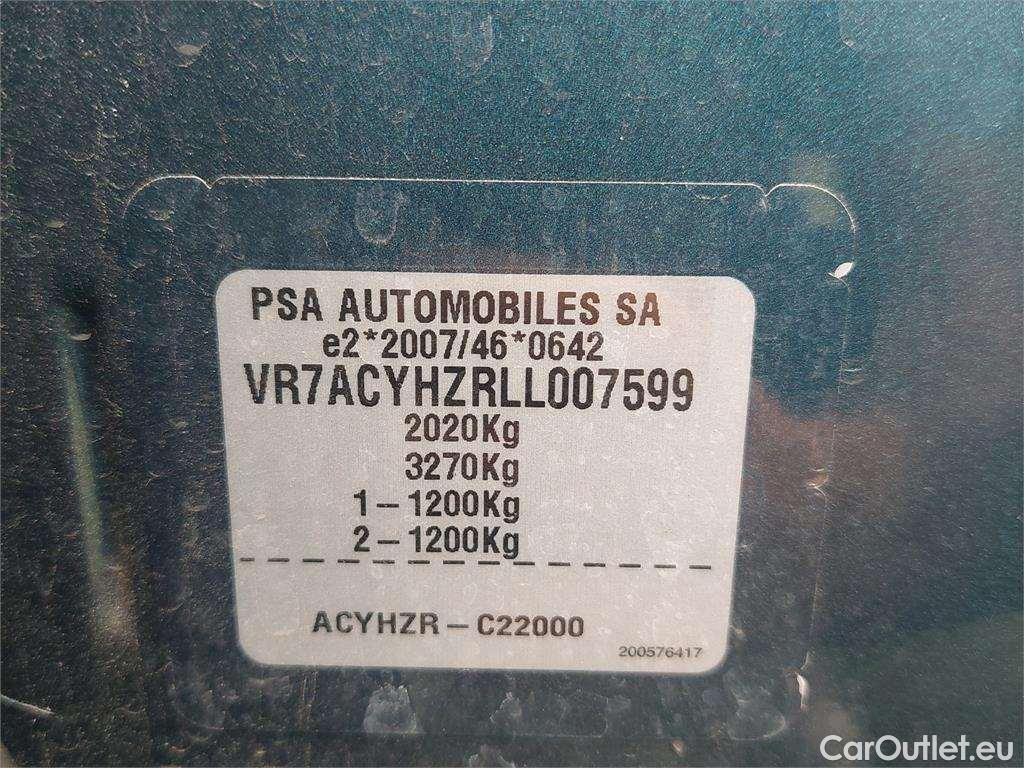 PSA AUTOMOBILES SA
e2*2007/46*0642
VR7ACYHZRLL007599
2020Kg
3270Kg
1-1200Kg
2-1200Kg
ACYHZR-C22000
200576417
CarOutlet.eu